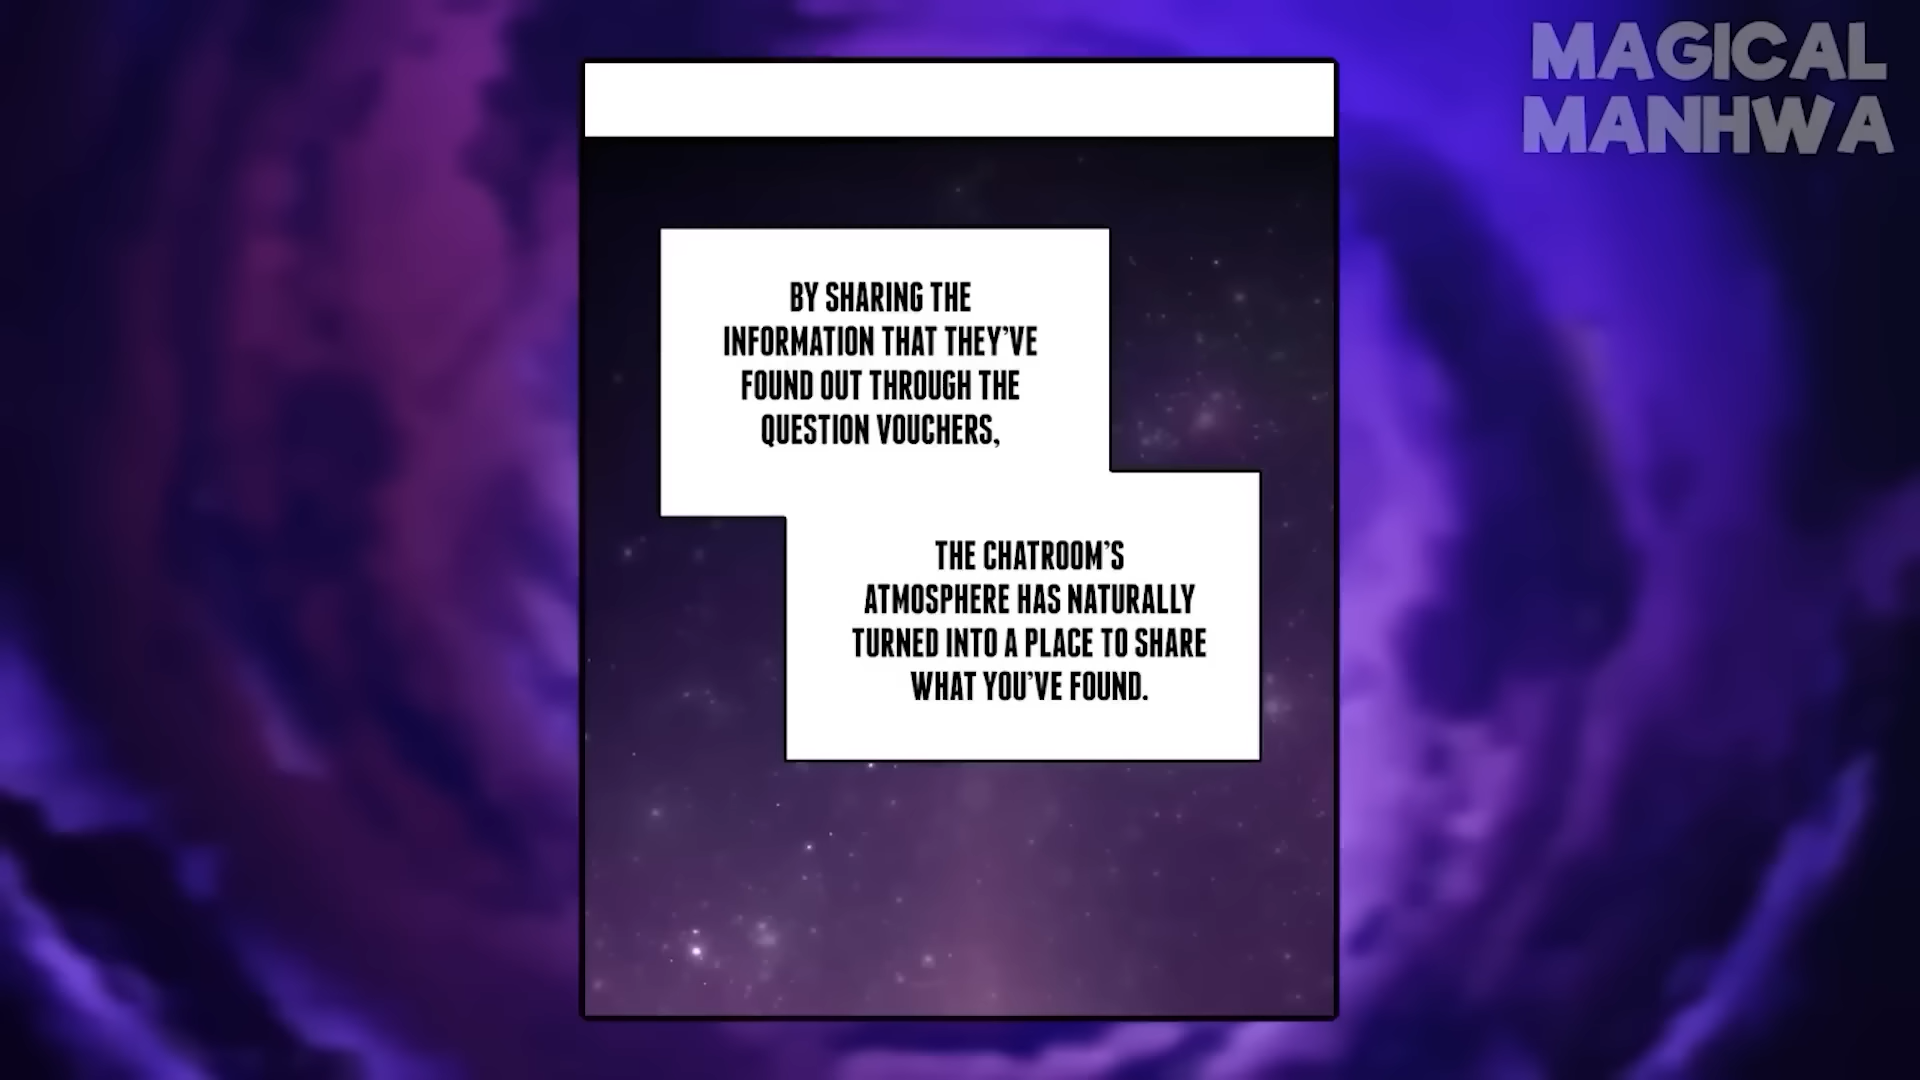 MAGICAL
MANHWA
BY SHARING THE
INFORMATION THAT THEY'VE
FOUND OUT THROUGH THE
QUESTION VOUCHERS,
THE CHATROOM'S
ATMOSPHERE HAS NATURALLY
TURNED INTO A PLACE TO SHARE
WHAT YOU'VE FOUND.